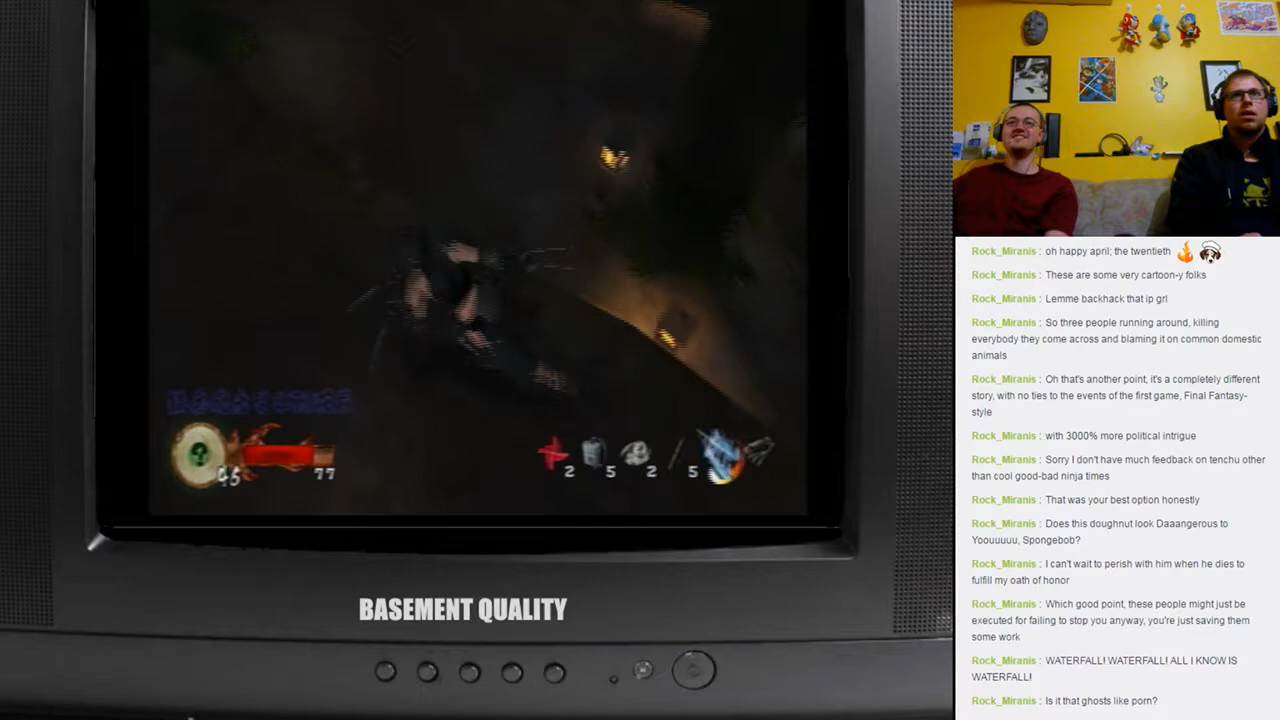 46
77
2
5
2
5
BASEMENT QUALITY
Rock_Miranis : oh happy april; the twentieth
Rock_Miranis : These are some very cartoon-y folks
Rock_Miranis : Lemme backhack that ip grl
Rock_Miranis : So three people running around, killing
everybody they come across and blaming it on common domestic
animals
Rock_Miranis : Oh that's another point, it's a completely different
story, with no ties to the events of the first game, Final Fantasy-
style
Rock_Miranis : with 3000% more political intrigue
Rock_Miranis : Sorry I don't have much feedback on tenchu other
than cool good-bad ninja times
Rock_Miranis : That was your best option honestly
Rock_Miranis : Does this doughnut look Daaangerous to
Yoouuuuu, Spongebob?
Rock_Miranis : I can't wait to perish with him when he dies to
fulfill my oath of honor
Rock_Miranis : Which good point, these people might just be
executed for failing to stop you anyway, you're just saving them
some work
Rock_Miranis : WATERFALL! WATERFALL! ALL I KNOW IS
WATERFALL!
Rock_Miranis : Is it that ghosts like porn?